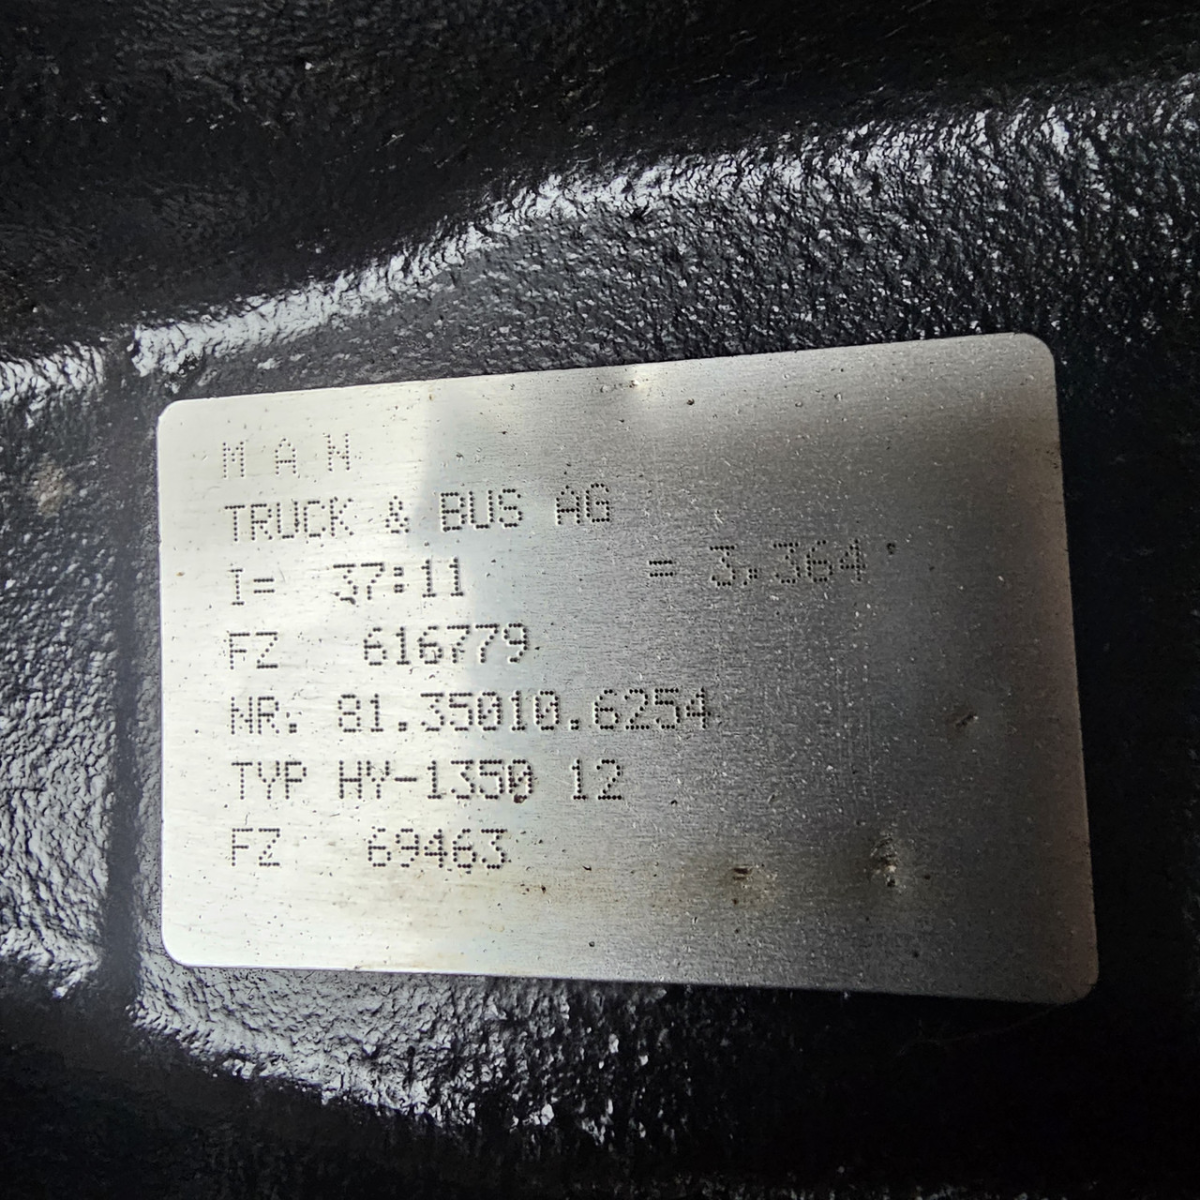 M A N
TRUCK & BUS AG
I= 37:11 = 3,364
FZ 616779
NR. 81.35010.6254
TYP HY-1350 12
FZ 69463